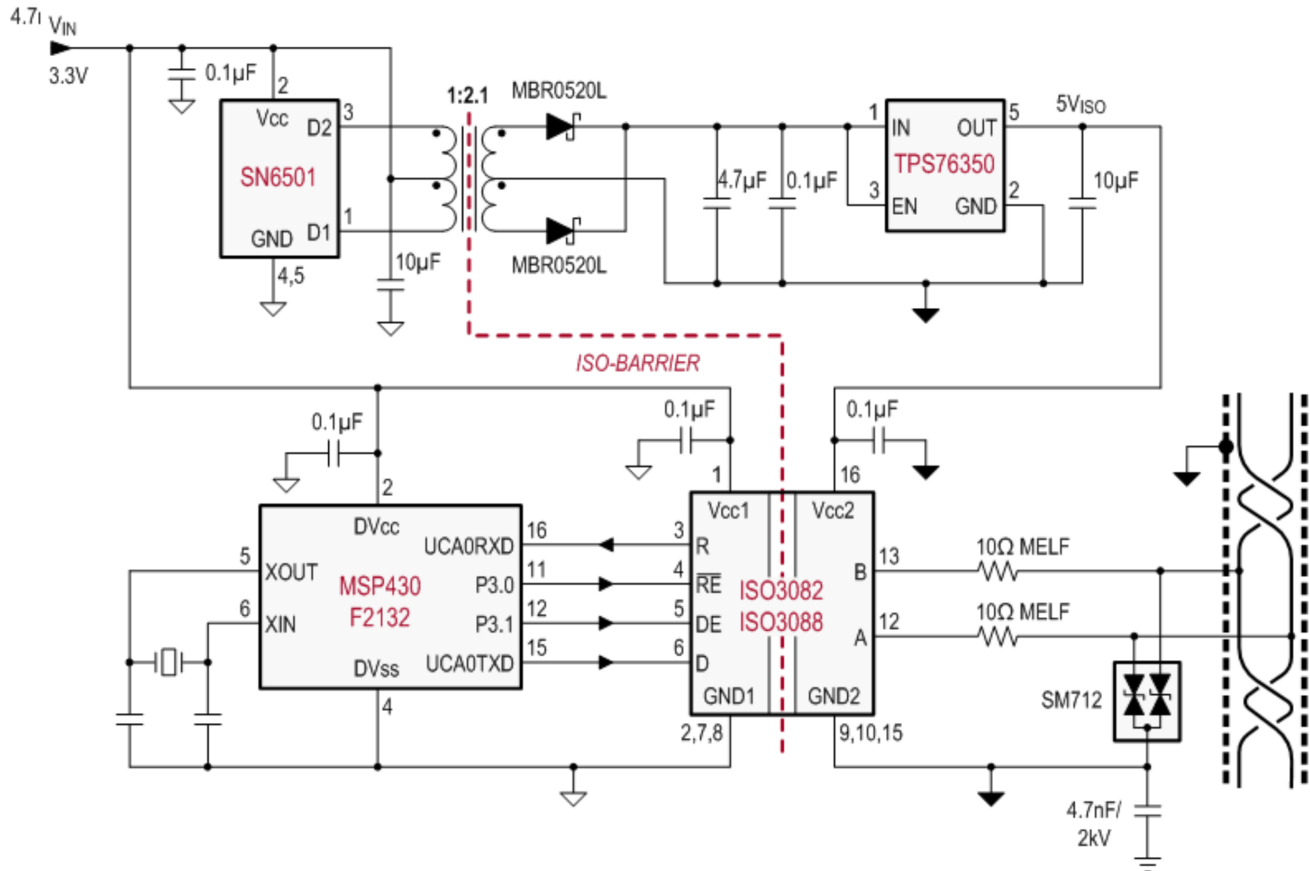 4.7
V_IN
3.3V
0.1µF
2
Vcc
D2
3
SN6501
D1
1
GND
4,5
10µF
1:2.1
MBR0520L
MBR0520L
4.7µF
0.1µF
1
IN
OUT
5
TPS76350
3
EN
GND
2
5V_ISO
10µF
ISO-BARRIER
0.1µF
2
DVcc
5
XOUT
6
XIN
MSP430
F2132
UCA0RXD
16
P3.0
11
P3.1
12
UCA0TXD
15
DVss
4
0.1µF
1
Vcc1
3
R
4
RE
5
DE
6
D
GND1
2,7,8
0.1µF
16
Vcc2
ISO3082
ISO3088
B
13
A
12
GND2
9,10,15
10Ω MELF
10Ω MELF
SM712
4.7nF/
2kV